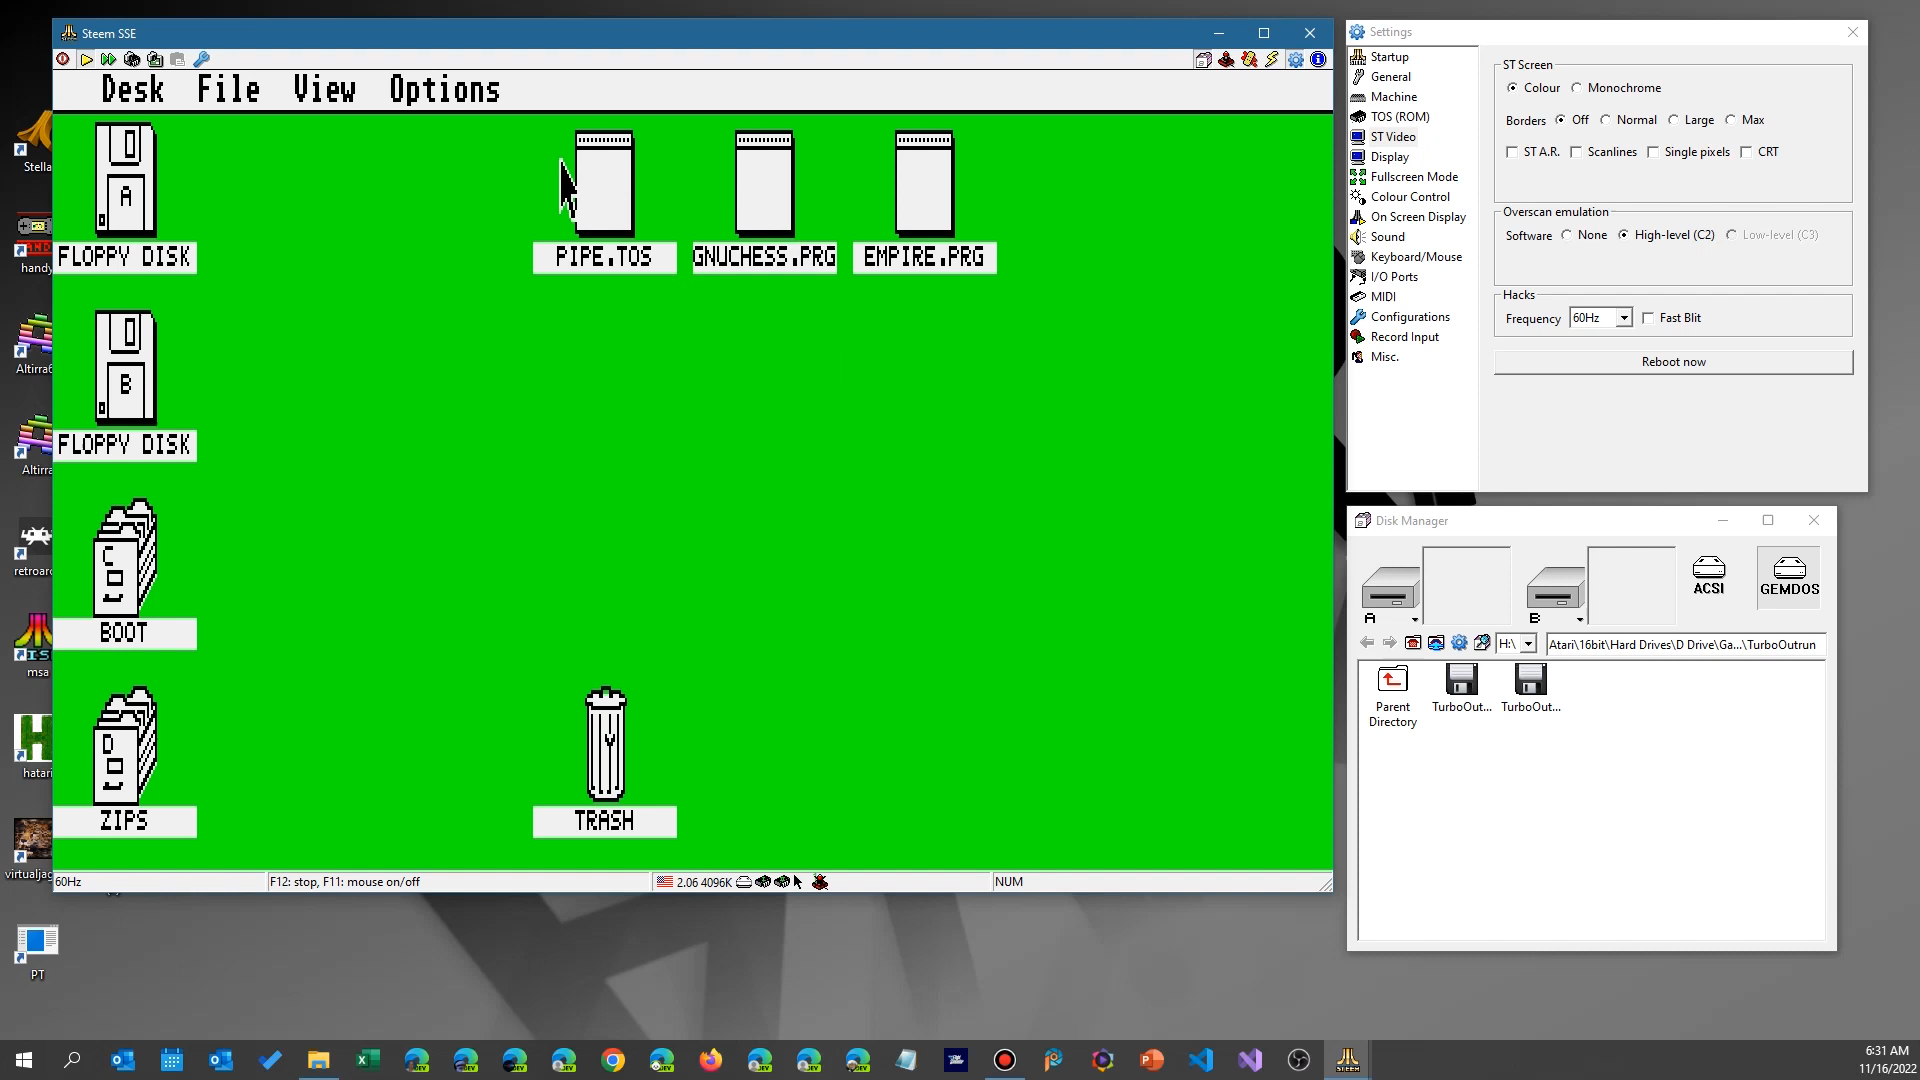 Steem SSE
Desk File View Options
A
FLOPPY DISK
PIPE.TOS
GNUCHESS.PRG
EMPIRE.PRG
B
FLOPPY DISK
C
BOOT
D
ZIPS
TRASH
60Hz
F12: stop, F11: mouse on/off
2.06 4096K
NUM
Settings
Startup
General
Machine
TOS (ROM)
ST Video
Display
Fullscreen Mode
Colour Control
On Screen Display
Sound
Keyboard/Mouse
I/O Ports
MIDI
Configurations
Record Input
Misc.
ST Screen
Colour Monochrome
Borders Off Normal Large Max
ST A.R. Scanlines Single pixels CRT
Overscan emulation
Software None High-level (C2) Low-level (C3)
Hacks
Frequency 60Hz Fast Blit
Reboot now
Disk Manager
A
B
ACSI
GEMDOS
H:\
Atari\16bit\Hard Drives\D Drive\Ga...\TurboOutrun
Parent
Directory
TurboOut...
TurboOut...
Stella
handy
Altirra
retroarc
msa
hatari
virtualjag
PT
6:31 AM
11/16/2022